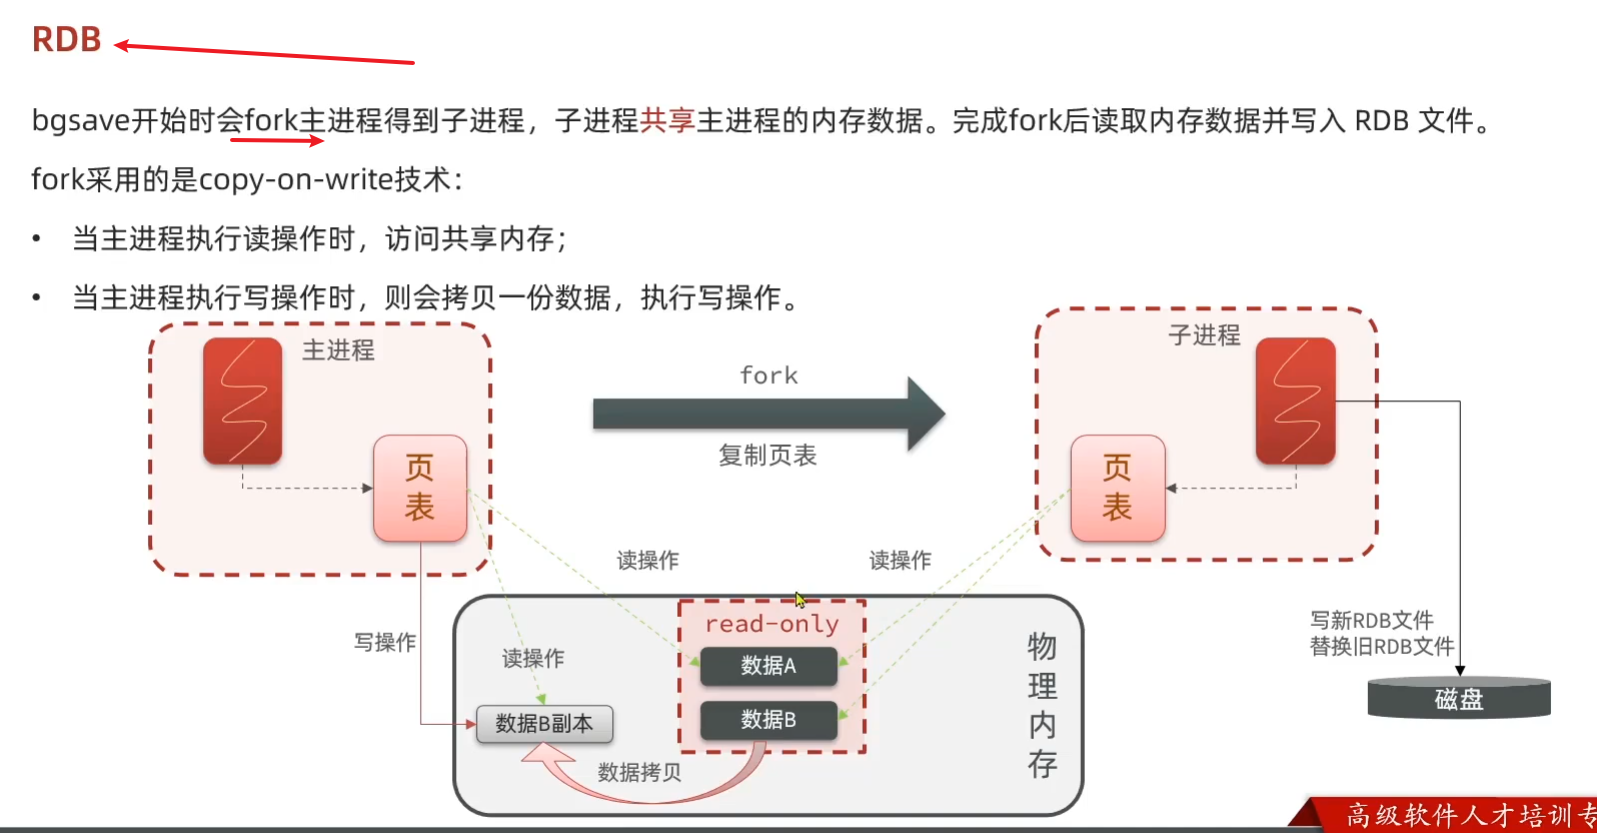 RDB
bgsave开始时会fork主进程得到子进程，子进程共享主进程的内存数据。完成fork后读取内存数据并写入 RDB 文件。
fork采用的是copy-on-write技术：
• 当主进程执行读操作时，访问共享内存；
• 当主进程执行写操作时，则会拷贝一份数据，执行写操作。
主进程
子进程
fork
复制页表
页表
页表
读操作
读操作
写操作
读操作
read-only
数据A
数据B
数据B副本
数据拷贝
物理内存
写新RDB文件
替换旧RDB文件
磁盘
高级软件人才培训专